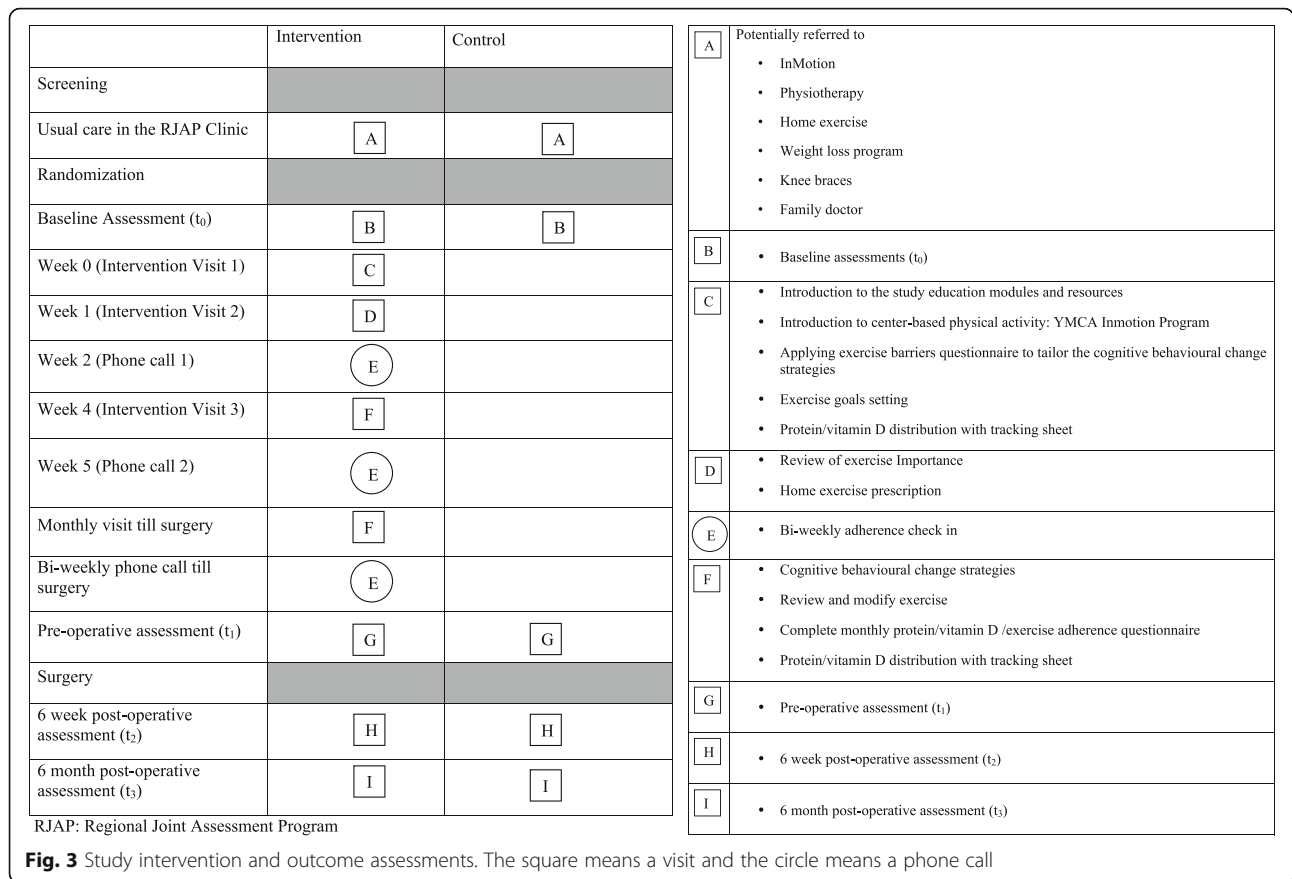 Intervention Control
Screening
Usual care in the RJAP Clinic A A
Randomization
Baseline Assessment (t0) B B
Week 0 (Intervention Visit 1) C
Week 1 (Intervention Visit 2) D
Week 2 (Phone call 1) E
Week 4 (Intervention Visit 3) F
Week 5 (Phone call 2) E
Monthly visit till surgery F
Bi-weekly phone call till
surgery E
Pre-operative assessment (t1) G G
Surgery
6 week post-operative
assessment (t2) H H
6 month post-operative
assessment (t3) I I
RJAP: Regional Joint Assessment Program
A Potentially referred to
• InMotion
• Physiotherapy
• Home exercise
• Weight loss program
• Knee braces
• Family doctor
B • Baseline assessments (t0)
C • Introduction to the study education modules and resources
• Introduction to center-based physical activity: YMCA Inmotion Program
• Applying exercise barriers questionnaire to tailor the cognitive behavioural change
strategies
• Exercise goals setting
• Protein/vitamin D distribution with tracking sheet
D • Review of exercise Importance
• Home exercise prescription
E • Bi-weekly adherence check in
F • Cognitive behavioural change strategies
• Review and modify exercise
• Complete monthly protein/vitamin D /exercise adherence questionnaire
• Protein/vitamin D distribution with tracking sheet
G • Pre-operative assessment (t1)
H • 6 week post-operative assessment (t2)
I • 6 month post-operative assessment (t3)
Fig. 3 Study intervention and outcome assessments. The square means a visit and the circle means a phone call